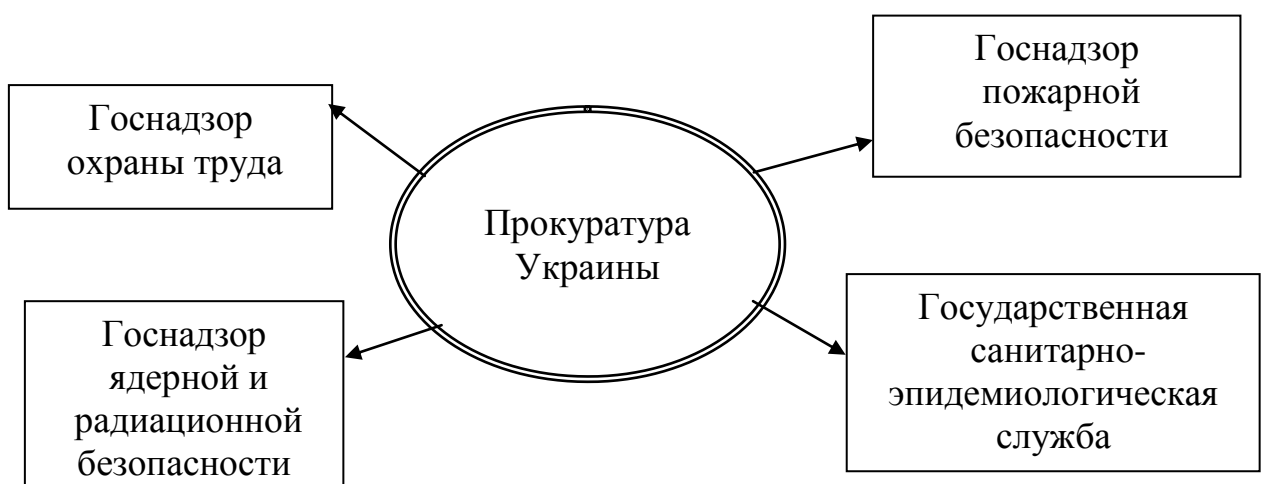 Госнадзор
охраны труда
Госнадзор
пожарной
безопасности
Прокуратура
Украины
Госнадзор
ядерной и
радиационной
безопасности
Государственная
санитарно-
эпидемиологическая
служба